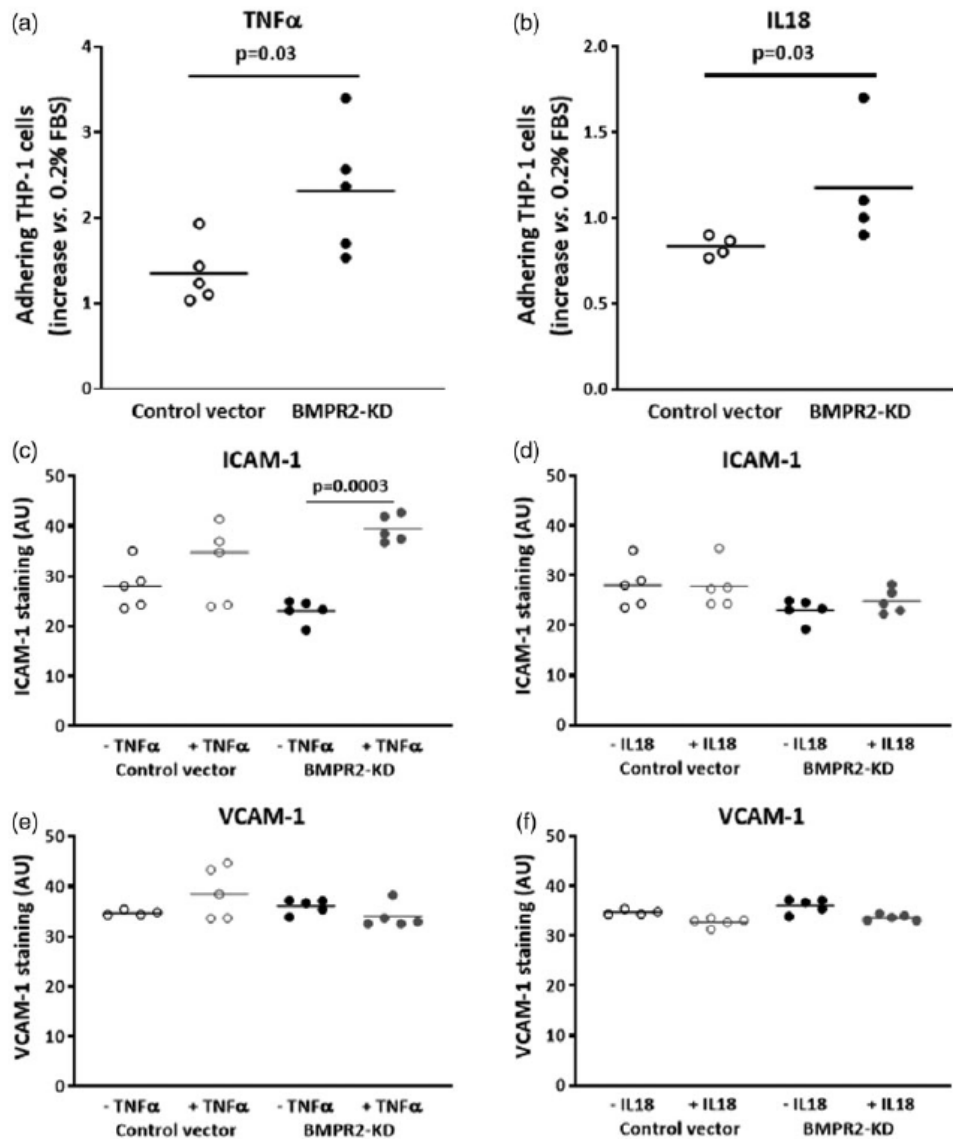 (a)
TNFα
p=0.03
Adhering THP-1 cells
(increase vs. 0.2% FBS)
4
3
2
1
0
Control vector BMPR2-KD
(b)
IL18
p=0.03
Adhering THP-1 cells
(increase vs. 0.2% FBS)
2.0
1.5
1.0
0.5
0.0
Control vector BMPR2-KD
(c)
ICAM-1
p=0.0003
ICAM-1 staining (AU)
50
40
30
20
10
0
- TNFα + TNFα - TNFα + TNFα
Control vector BMPR2-KD
(d)
ICAM-1
ICAM-1 staining (AU)
50
40
30
20
10
0
- IL18 + IL18 - IL18 + IL18
Control vector BMPR2-KD
(e)
VCAM-1
VCAM-1 staining (AU)
50
40
30
20
10
0
- TNFα + TNFα - TNFα + TNFα
Control vector BMPR2-KD
(f)
VCAM-1
VCAM-1 staining (AU)
50
40
30
20
10
0
- IL18 + IL18 - IL18 + IL18
Control vector BMPR2-KD